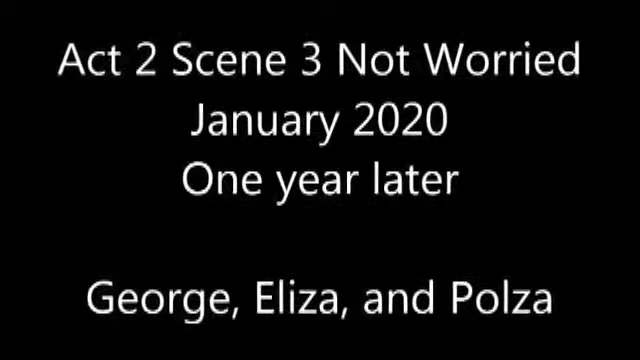 Act 2 Scene 3 Not Worried
January 2020
One year later
George, Eliza, and Polza